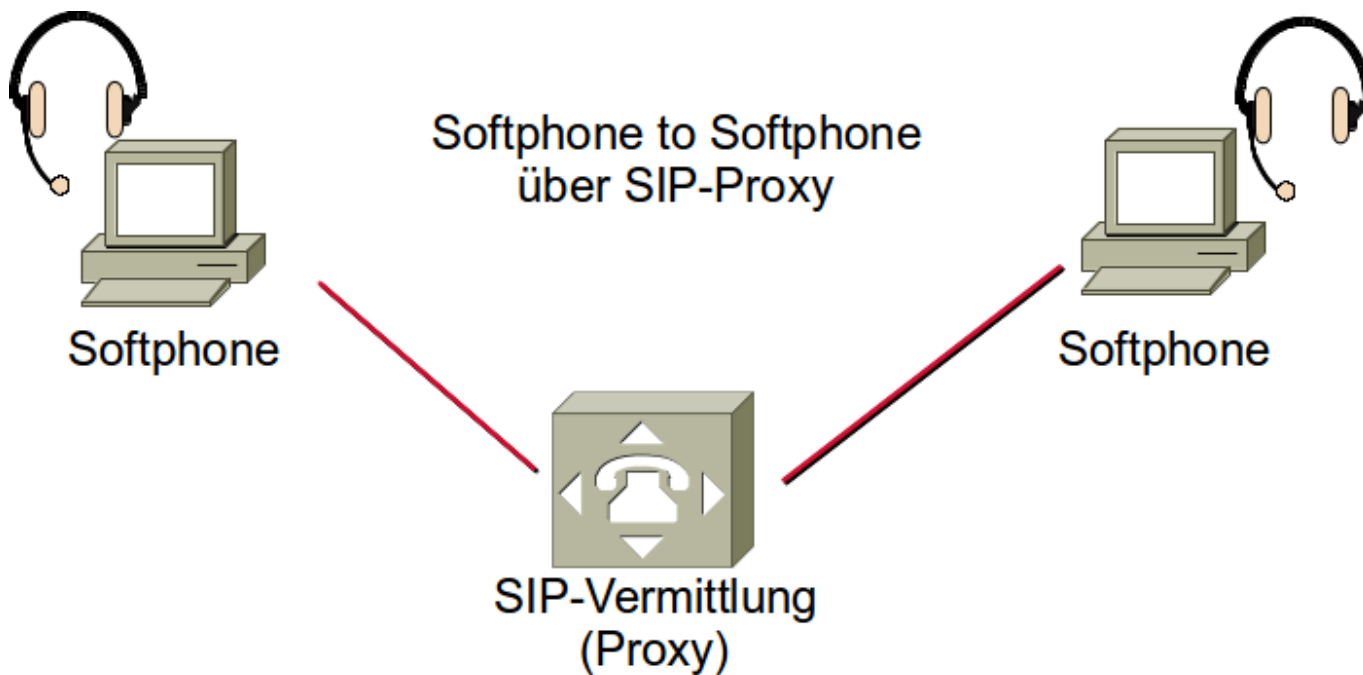 Softphone to Softphone
über SIP-Proxy
Softphone
Softphone
SIP-Vermittlung
(Proxy)